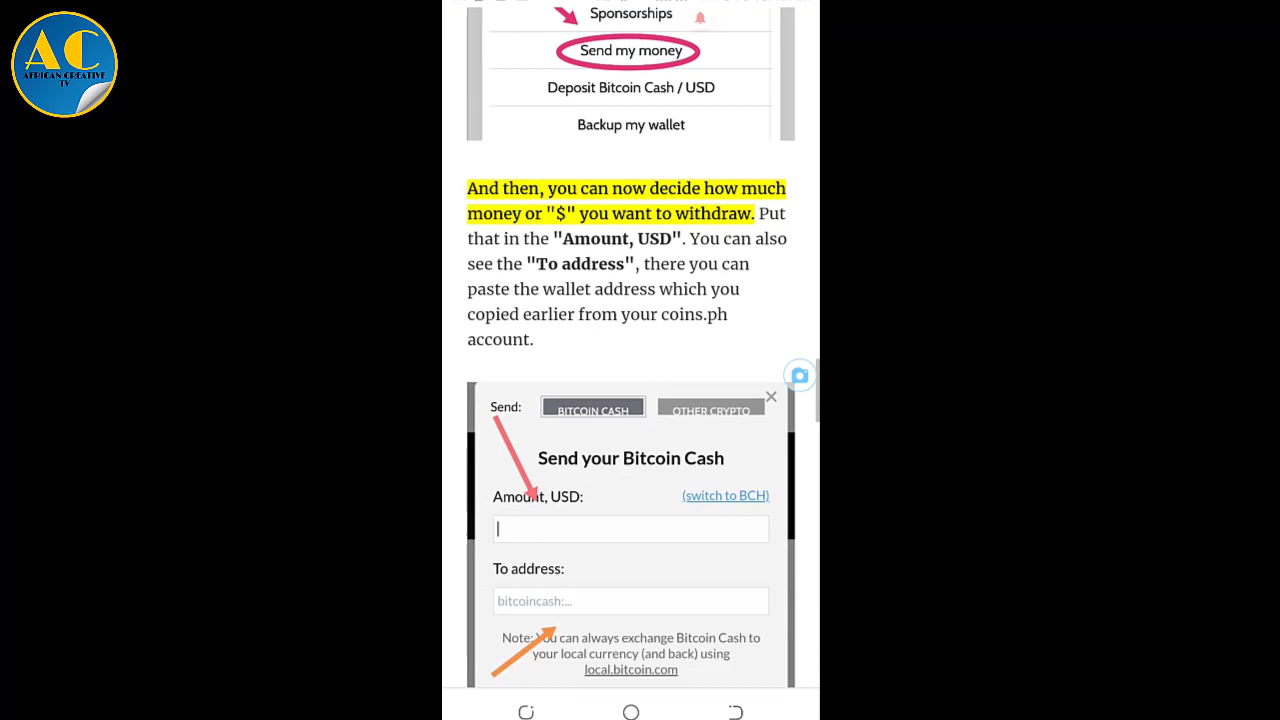 AC
AFRICAN CREATIVE
TV
Sponsorships
Send my money
Deposit Bitcoin Cash / USD
Backup my wallet
And then, you can now decide how much
money or "$" you want to withdraw. Put
that in the "Amount, USD". You can also
see the "To address", there you can
paste the wallet address which you
copied earlier from your coins.ph
account.
Send: BITCOIN CASH OTHER CRYPTO
Send your Bitcoin Cash
Amount, USD: (switch to BCH)
To address:
bitcoincash:...
Note: You can always exchange Bitcoin Cash to
your local currency (and back) using
local.bitcoin.com